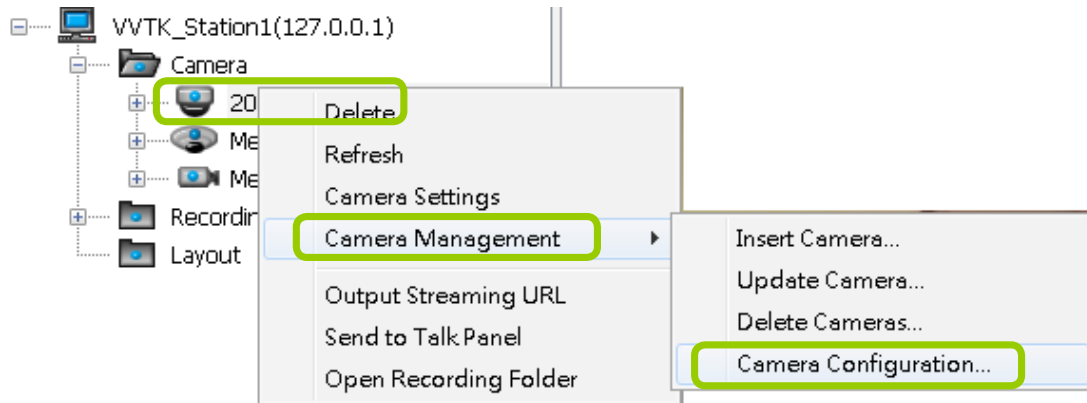 VVTK_Station1(127.0.0.1)
Camera
20
Me
Me
Recordin
Layout
Delete
Refresh
Camera Settings
Camera Management
Output Streaming URL
Send to Talk Panel
Open Recording Folder
Insert Camera...
Update Camera...
Delete Cameras...
Camera Configuration...